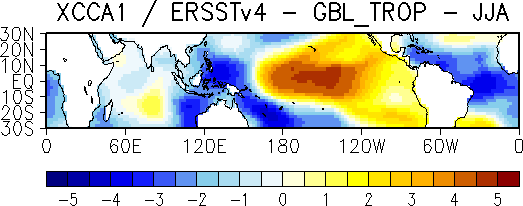 XCCA1 / ERSSTv4 - GBL_TROP - JJA
30N
20N
10N
EQ
10S
20S
30S
0 60E 120E 180 120W 60W 0
-5 -4 -3 -2 -1 0 1 2 3 4 5